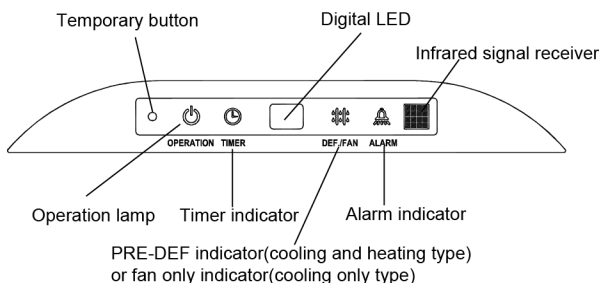 Temporary button
Digital LED
Infrared signal receiver
OPERATION TIMER DEF./FAN ALARM
Operation lamp Timer indicator Alarm indicator
PRE-DEF indicator(cooling and heating type)
or fan only indicator(cooling only type)